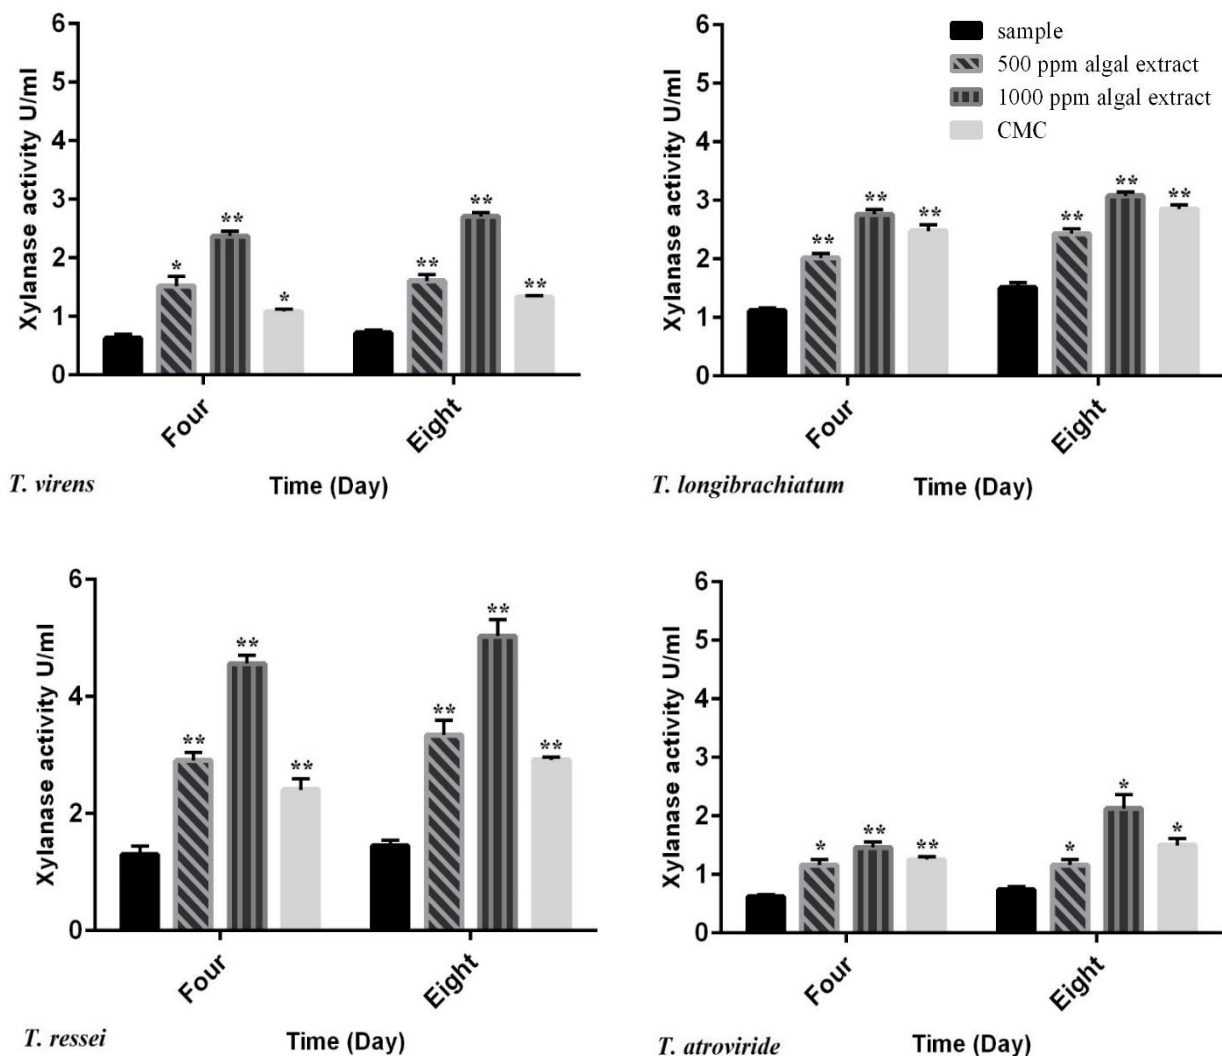 Xylanase activity U/ml
6
5
4
3
2
1
0
* ** * ** ** **
Four Eight
T. virens Time (Day)
Xylanase activity U/ml
6
5
4
3
2
1
0
sample
500 ppm algal extract
1000 ppm algal extract
CMC
** ** ** ** ** **
Four Eight
T. longibrachiatum Time (Day)
Xylanase activity U/ml
6
4
2
0
** ** ** ** ** **
Four Eight
T. ressei Time (Day)
Xylanase activity U/ml
6
5
4
3
2
1
0
* ** ** * * *
Four Eight
T. atroviride Time (Day)